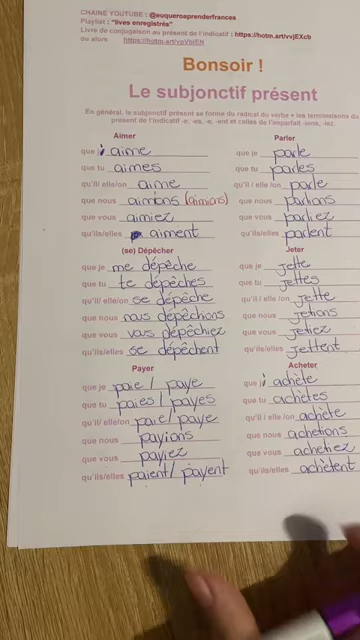 CHAINE YOUTUBE : @euqueroaprenderfrances
Playlist : "lives enregistrés"
Livre de conjugaison au présent de l'indicatif : https://hotm.art/vvjEXcb
ou alors
Bonsoir !
Le subjonctif présent
En général, le subjonctif présent se forme du radical du verbe + les terminaisons du
présent de l'indicatif -e, -es, -e, -ent et celles de l'imparfait -ions, -iez.
Aimer
que j'aime
que tu aimes
qu'il/ elle/on aime
que nous aimions (aimions)
que vous aimiez
qu'ils/elles aiment
Parler
que je parle
que tu parles
qu'il / elle /on parle
que nous parlions
que vous parliez
qu'ils/elles parlent
(se) Dépêcher
que je me dépêche
que tu te dépêches
qu'il/ elle/on se dépêche
que nous nous dépêchions
que vous vous dépêchiez
qu'ils/elles se dépêchent
Jeter
que je jette
que tu jettes
qu'il / elle /on jette
que nous jetions
que vous jetiez
qu'ils/elles jettent
Payer
que je paie / paye
que tu paies / payes
qu'il/ elle/on paie / paye
que nous payions
que vous payiez
qu'ils/elles paient / payent
Acheter
que j'achète
que tu achètes
qu'il / elle /on achète
que nous achetions
que vous achetiez
qu'ils/elles achètent